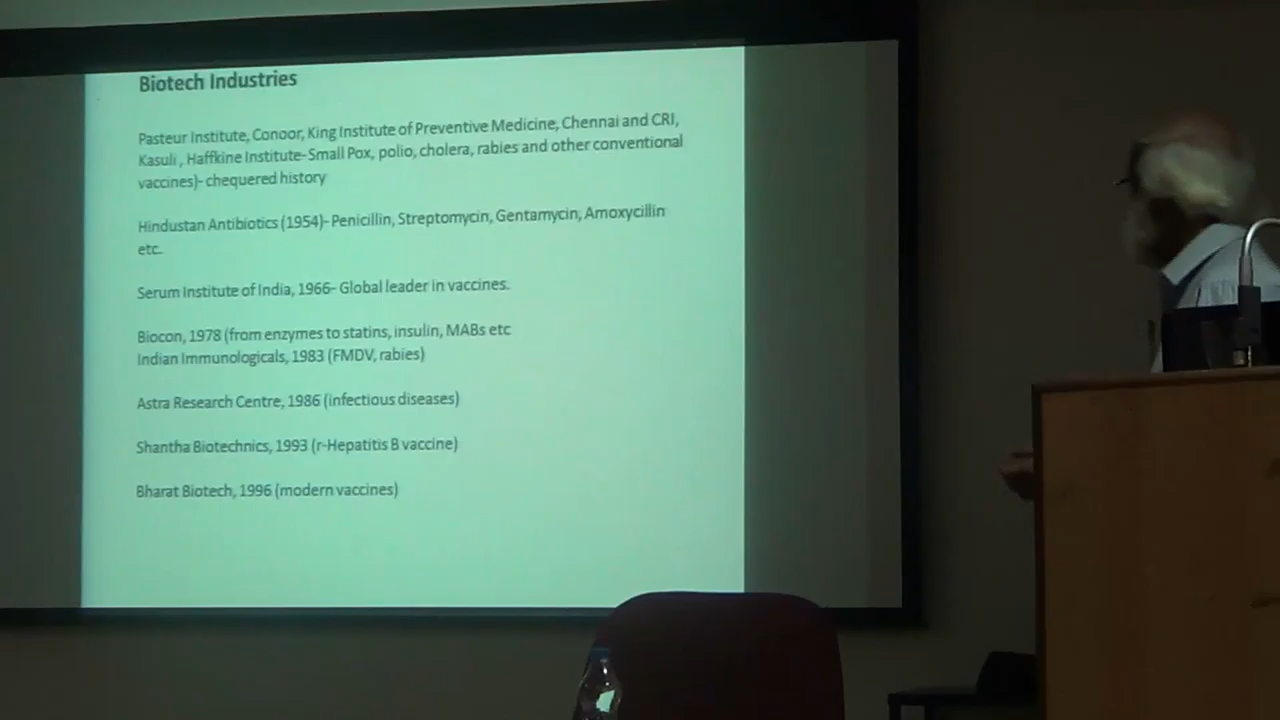 Biotech Industries
Pasteur Institute, Conoor, King Institute of Preventive Medicine, Chennai and CRI,
Kasuli , Haffkine Institute-Small Pox, polio, cholera, rabies and other conventional
vaccines)- chequered history
Hindustan Antibiotics (1954)- Penicillin, Streptomycin, Gentamycin, Amoxycillin
etc.
Serum Institute of India, 1966- Global leader in vaccines.
Biocon, 1978 (from enzymes to statins, insulin, MABs etc
Indian Immunologicals, 1983 (FMDV, rabies)
Astra Research Centre, 1986 (infectious diseases)
Shantha Biotechnics, 1993 (r-Hepatitis B vaccine)
Bharat Biotech, 1996 (modern vaccines)